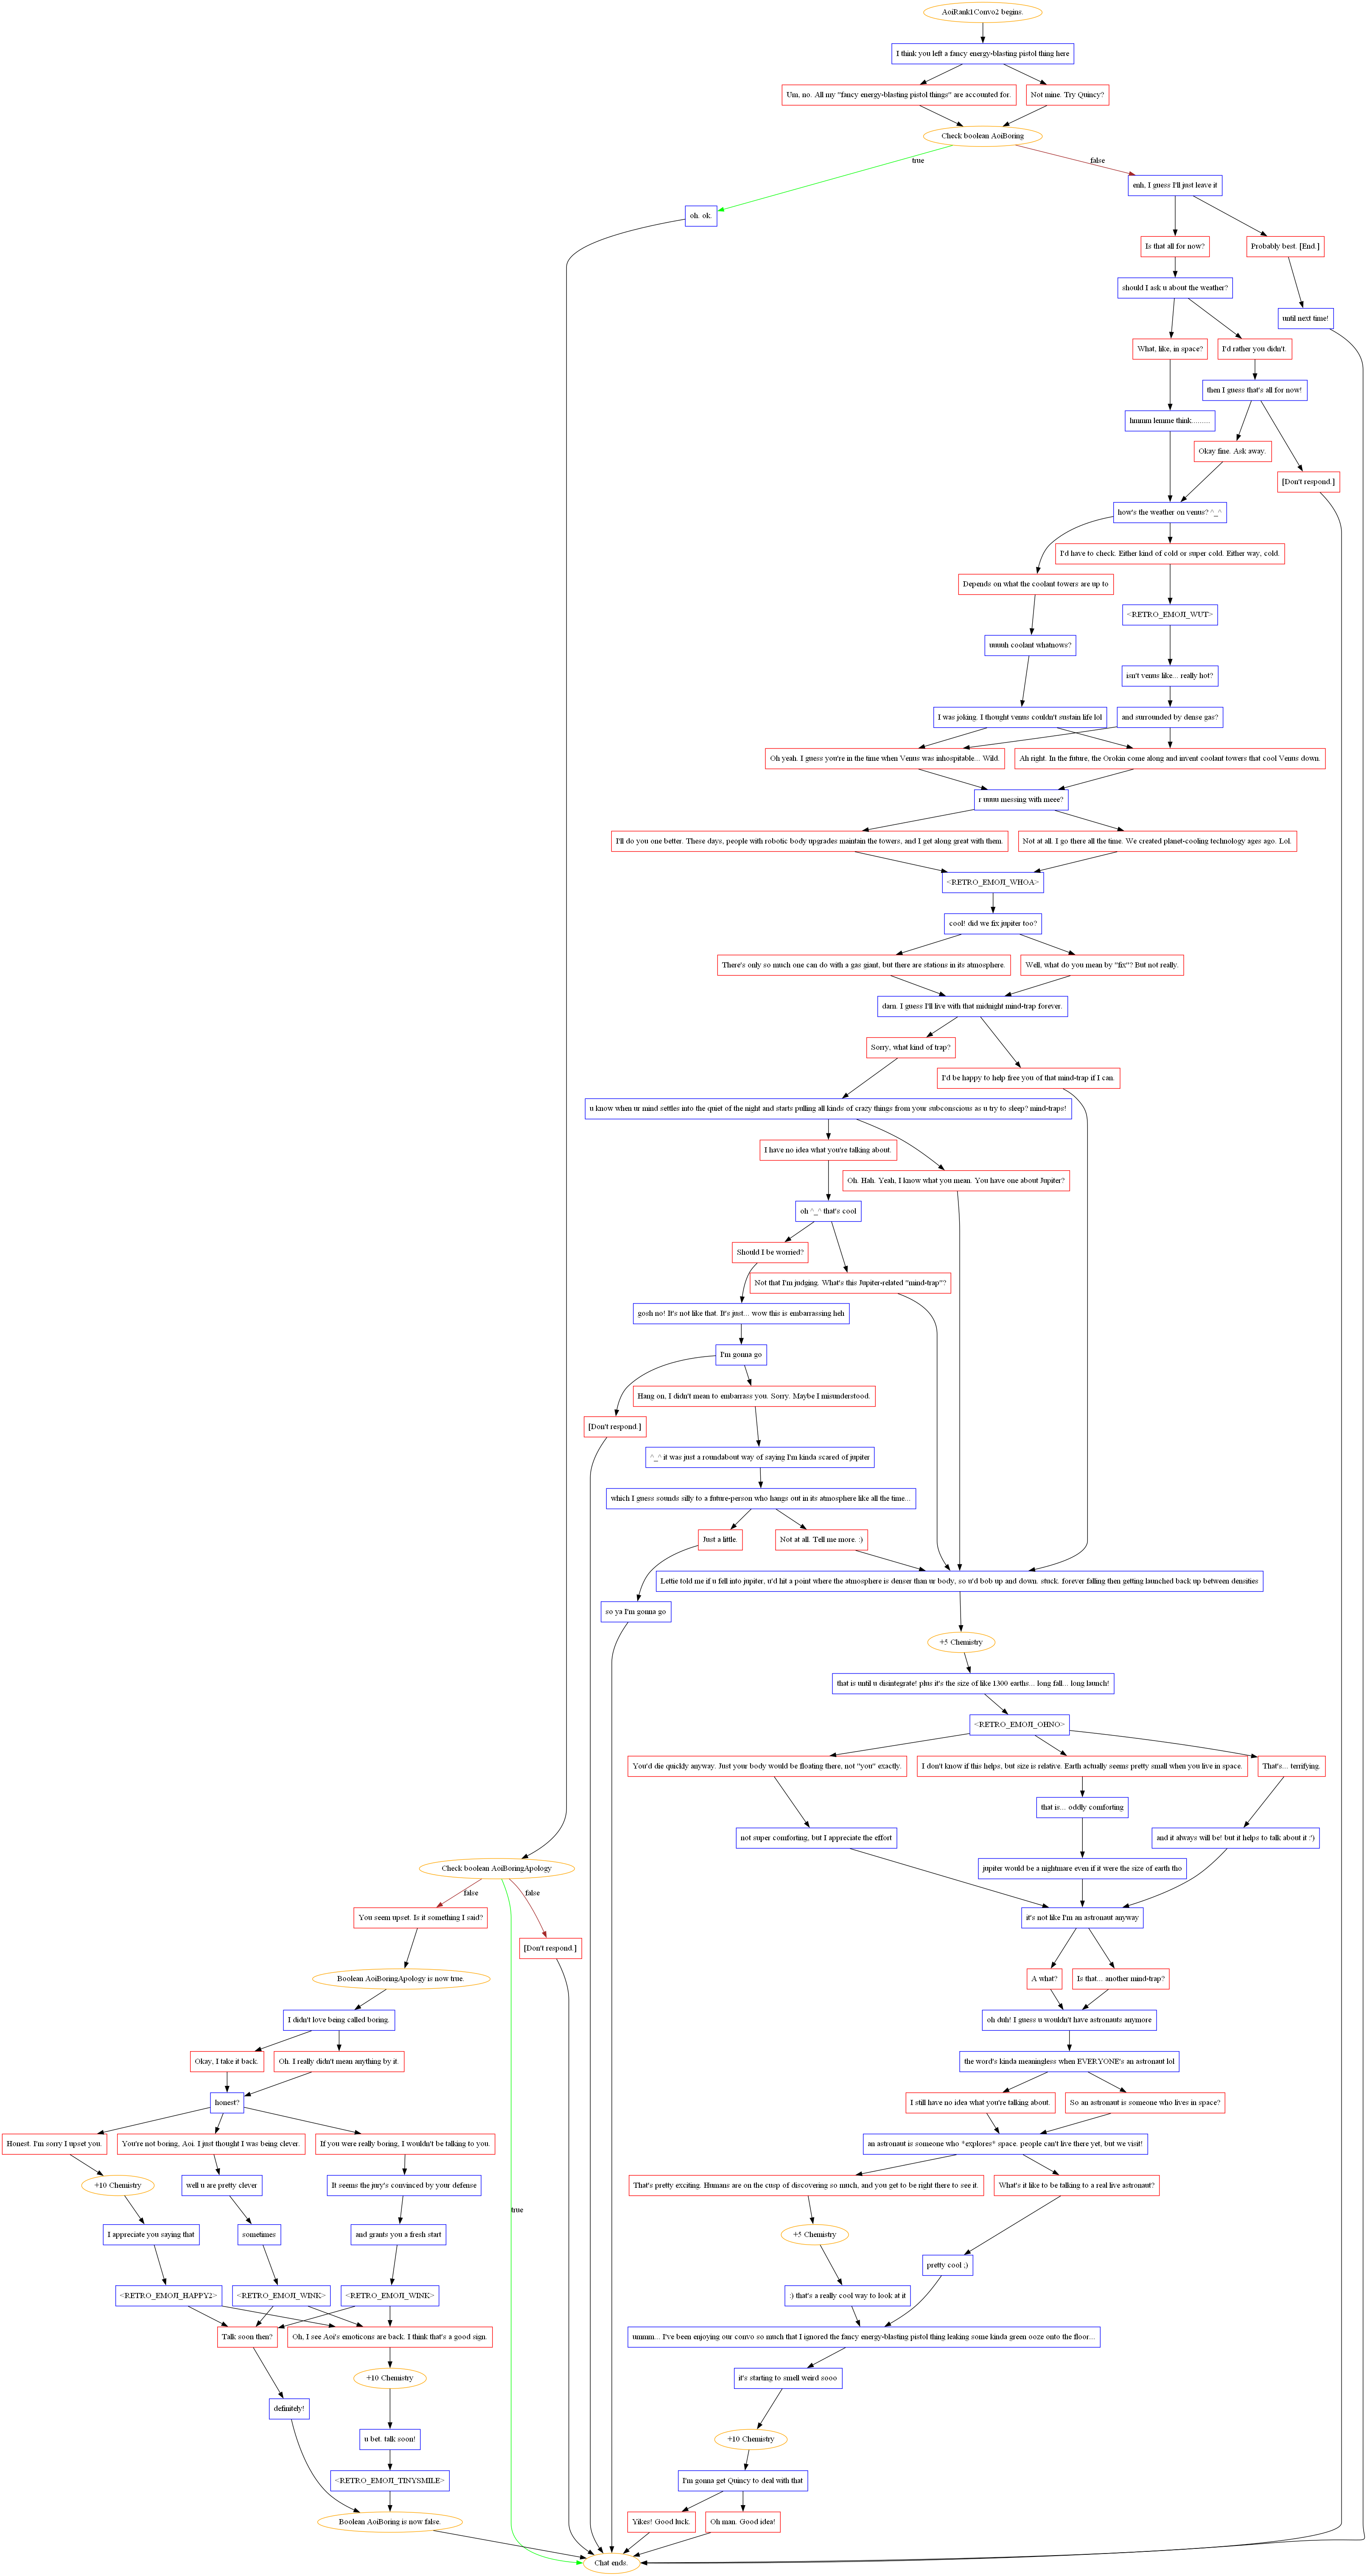 AoiRank1Convo2 begins.
I think you left a fancy energy-blasting pistol thing here
Um, no. All my "fancy energy-blasting pistol things" are accounted for.
Not mine. Try Quincy?
Check boolean AoiBoring
true
false
enh, I guess I'll just leave it
oh. ok.
Is that all for now?
Probably best. [End.]
should I ask u about the weather?
until next time!
What, like, in space?
I'd rather you didn't.
then I guess that's all for now!
hmmm lemme think.........
Okay fine. Ask away.
[Don't respond.]
how's the weather on venus? ^_^
I'd have to check. Either kind of cold or super cold. Either way, cold.
Depends on what the coolant towers are up to
<RETRO_EMOJI_WUT>
uuuuh coolant whatnows?
isn't venus like... really hot?
I was joking. I thought venus couldn't sustain life lol
and surrounded by dense gas?
Oh yeah. I guess you're in the time when Venus was inhospitable... Wild.
Ah right. In the future, the Orokin come along and invent coolant towers that cool Venus down.
r uuuu messing with meee?
I'll do you one better. These days, people with robotic body upgrades maintain the towers, and I get along great with them.
Not at all. I go there all the time. We created planet-cooling technology ages ago. Lol.
<RETRO_EMOJI_WHOA>
cool! did we fix jupiter too?
There's only so much one can do with a gas giant, but there are stations in its atmosphere.
Well, what do you mean by "fix"? But not really.
darn. I guess I'll live with that midnight mind-trap forever.
Sorry, what kind of trap?
I'd be happy to help free you of that mind-trap if I can.
u know when ur mind settles into the quiet of the night and starts pulling all kinds of crazy things from your subconscious as u try to sleep? mind-traps!
I have no idea what you're talking about.
Oh. Hah. Yeah, I know what you mean. You have one about Jupiter?
oh ^_^ that's cool
Should I be worried?
Not that I'm judging. What's this Jupiter-related "mind-trap"?
gosh no! It's not like that. It's just... wow this is embarrassing heh
I'm gonna go
Hang on, I didn't mean to embarrass you. Sorry. Maybe I misunderstood.
[Don't respond.]
^_^ it was just a roundabout way of saying I'm kinda scared of jupiter
which I guess sounds silly to a future-person who hangs out in its atmosphere like all the time...
Just a little.
Not at all. Tell me more. :)
Lettie told me if u fell into jupiter, u'd hit a point where the atmosphere is denser than ur body, so u'd bob up and down. stuck. forever falling then getting launched back up between densities
so ya I'm gonna go
+5 Chemistry
that is until u disintegrate! plus it's the size of like 1300 earths... long fall... long launch!
<RETRO_EMOJI_OHNO>
You'd die quickly anyway. Just your body would be floating there, not "you" exactly.
I don't know if this helps, but size is relative. Earth actually seems pretty small when you live in space.
That's... terrifying.
that is... oddly comforting
not super comforting, but I appreciate the effort
and it always will be! but it helps to talk about it :')
Check boolean AoiBoringApology
jupiter would be a nightmare even if it were the size of earth tho
false
false
You seem upset. Is it something I said?
it's not like I'm an astronaut anyway
[Don't respond.]
Boolean AoiBoringApology is now true.
A what?
Is that... another mind-trap?
I didn't love being called boring.
oh duh! I guess u wouldn't have astronauts anymore
Okay, I take it back.
Oh. I really didn't mean anything by it.
the word's kinda meaningless when EVERYONE's an astronaut lol
honest?
I still have no idea what you're talking about.
So an astronaut is someone who lives in space?
Honest. I'm sorry I upset you.
You're not boring, Aoi. I just thought I was being clever.
If you were really boring, I wouldn't be talking to you.
an astronaut is someone who *explores* space. people can't live there yet, but we visit!
+10 Chemistry
well u are pretty clever
It seems the jury's convinced by your defense
That's pretty exciting. Humans are on the cusp of discovering so much, and you get to be right there to see it.
What's it like to be talking to a real live astronaut?
true
I appreciate you saying that
sometimes
and grants you a fresh start
+5 Chemistry
pretty cool ;)
<RETRO_EMOJI_HAPPY2>
<RETRO_EMOJI_WINK>
<RETRO_EMOJI_WINK>
:) that's a really cool way to look at it
Talk soon then?
Oh, I see Aoi's emoticons are back. I think that's a good sign.
ummm... I've been enjoying our convo so much that I ignored the fancy energy-blasting pistol thing leaking some kinda green ooze onto the floor...
+10 Chemistry
it's starting to smell weird sooo
definitely!
u bet. talk soon!
+10 Chemistry
<RETRO_EMOJI_TINYSMILE>
I'm gonna get Quincy to deal with that
Boolean AoiBoring is now false.
Yikes! Good luck.
Oh man. Good idea!
Chat ends.